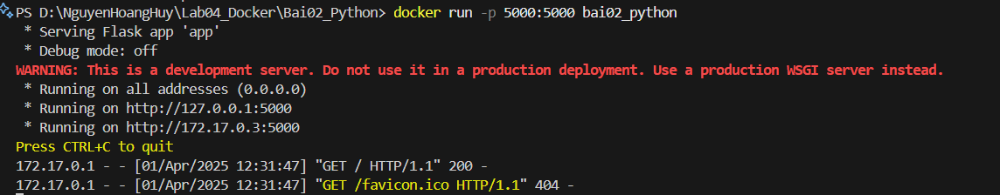 PS D:\NguyenHoangHuy\Lab04_Docker\Bai02_Python> docker run -p 5000:5000 bai02_python
 * Serving Flask app 'app'
 * Debug mode: off
WARNING: This is a development server. Do not use it in a production deployment. Use a production WSGI server instead.
 * Running on all addresses (0.0.0.0)
 * Running on http://127.0.0.1:5000
 * Running on http://172.17.0.3:5000
Press CTRL+C to quit
172.17.0.1 - - [01/Apr/2025 12:31:47] "GET / HTTP/1.1" 200 -
172.17.0.1 - - [01/Apr/2025 12:31:47] "GET /favicon.ico HTTP/1.1" 404 -